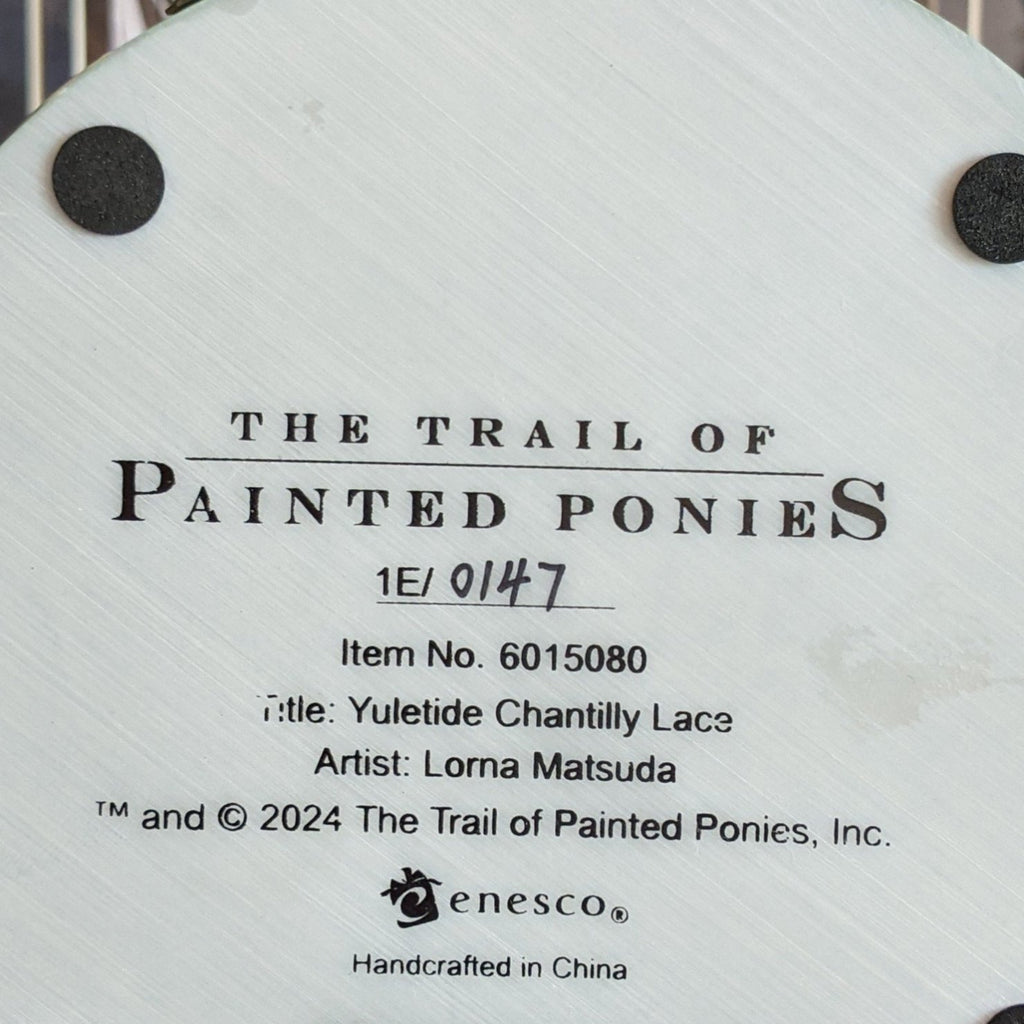 THE TRAIL OF
PAINTED PONIES
1E/ 0147
Item No. 6015080
Title: Yuletide Chantilly Lace
Artist: Lorna Matsuda
™ and © 2024 The Trail of Painted Ponies, Inc.
enesco®
Handcrafted in China